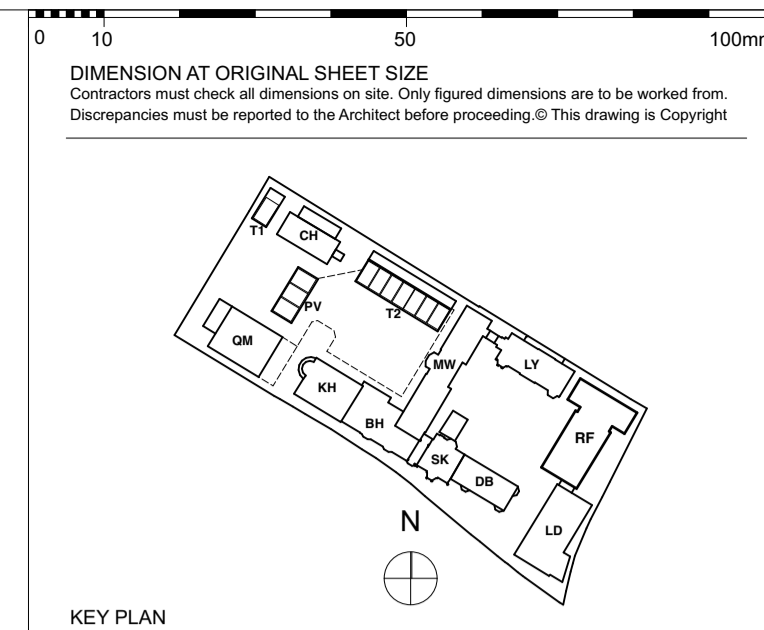 0 10 50 100mm
DIMENSION AT ORIGINAL SHEET SIZE
Contractors must check all dimensions on site. Only figured dimensions are to be worked from.
Discrepancies must be reported to the Architect before proceeding.© This drawing is Copyright
T1
CH
PV
T2
QM
MW
LY
KH
BH
RF
SK
DB
LD
N
KEY PLAN